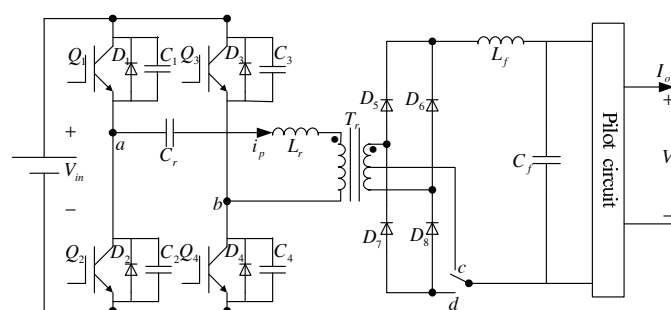 Q1 D1 C1 Q3 D3 C3
Lf
D5 D6
Io
Tr
+
+
a
Cr
ip
Lr
Vin
Cf
Pilot circuit
V
−
b
−
D7 D8
Q2 D2 C2 Q4 D4 C4
c
d